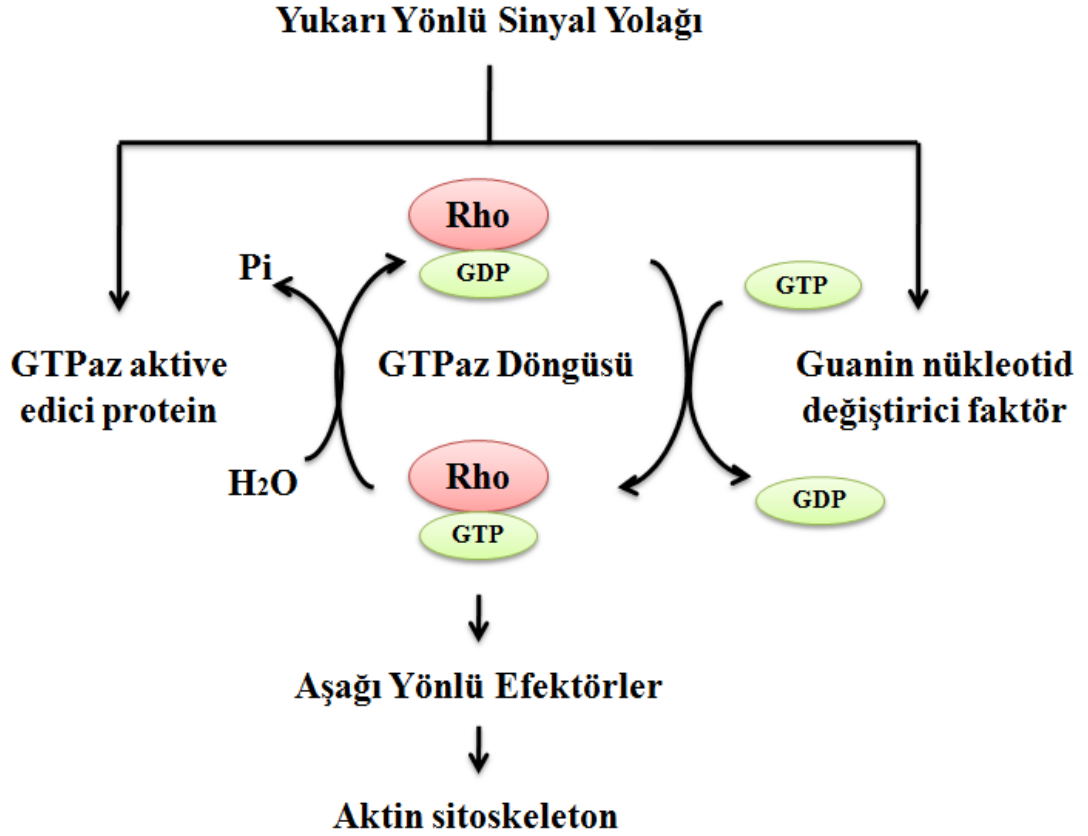 Yukarı Yönlü Sinyal Yolağı
Rho
GDP
Pi
GTP
GTPaz aktive
edici protein
GTPaz Döngüsü
Guanin nükleotid
değiştirici faktör
H₂O
Rho
GTP
GDP
Aşağı Yönlü Efektörler
Aktin sitoskeleton